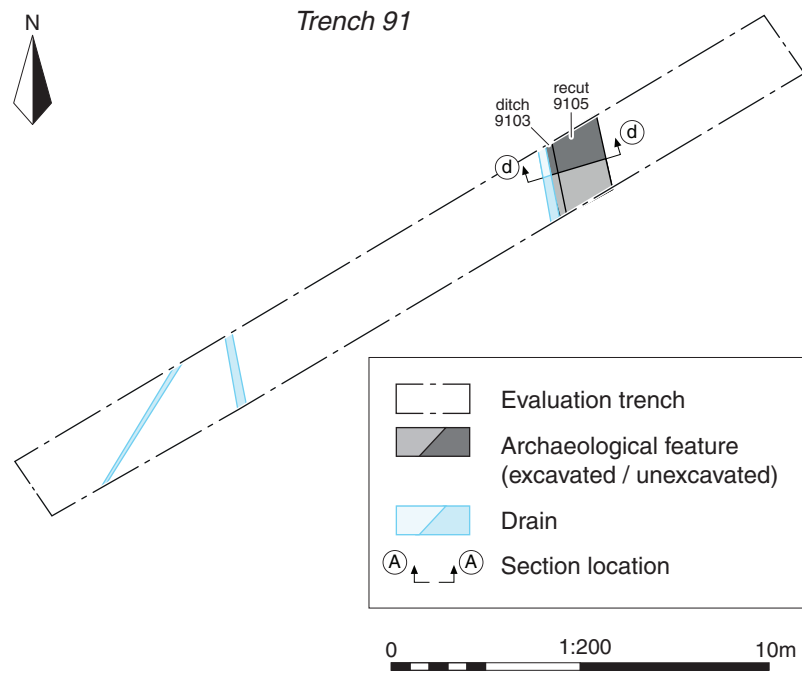 Trench 91
N
recut
9105
ditch
9103
d
d
Evaluation trench
Archaeological feature
(excavated / unexcavated)
Drain
A A Section location
0 1:200 10m